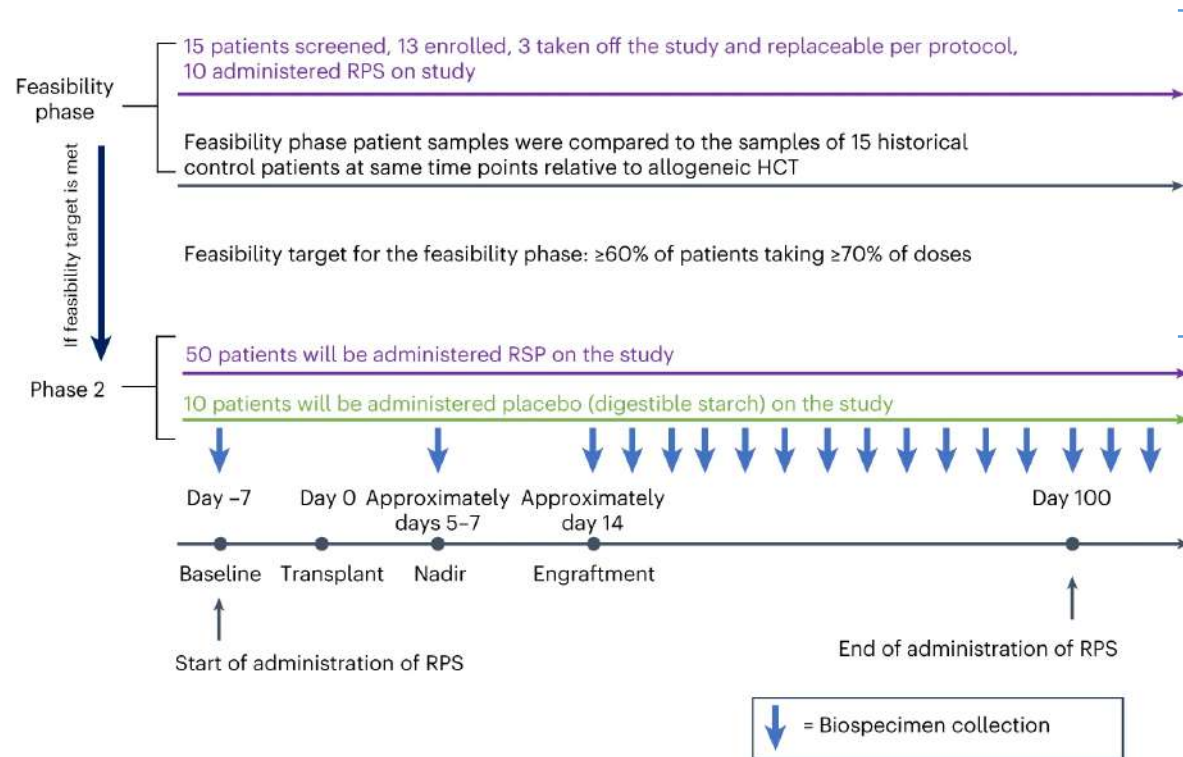 15 patients screened, 13 enrolled, 3 taken off the study and replaceable per protocol,
10 administered RPS on study
Feasibility
phase
Feasibility phase patient samples were compared to the samples of 15 historical
control patients at same time points relative to allogeneic HCT
If feasibility target is met
Feasibility target for the feasibility phase: ≥60% of patients taking ≥70% of doses
50 patients will be administered RSP on the study
Phase 2
10 patients will be administered placebo (digestible starch) on the study
Day –7
Day 0
Approximately
days 5–7
Approximately
day 14
Day 100
Baseline
Transplant
Nadir
Engraftment
Start of administration of RPS
End of administration of RPS
= Biospecimen collection